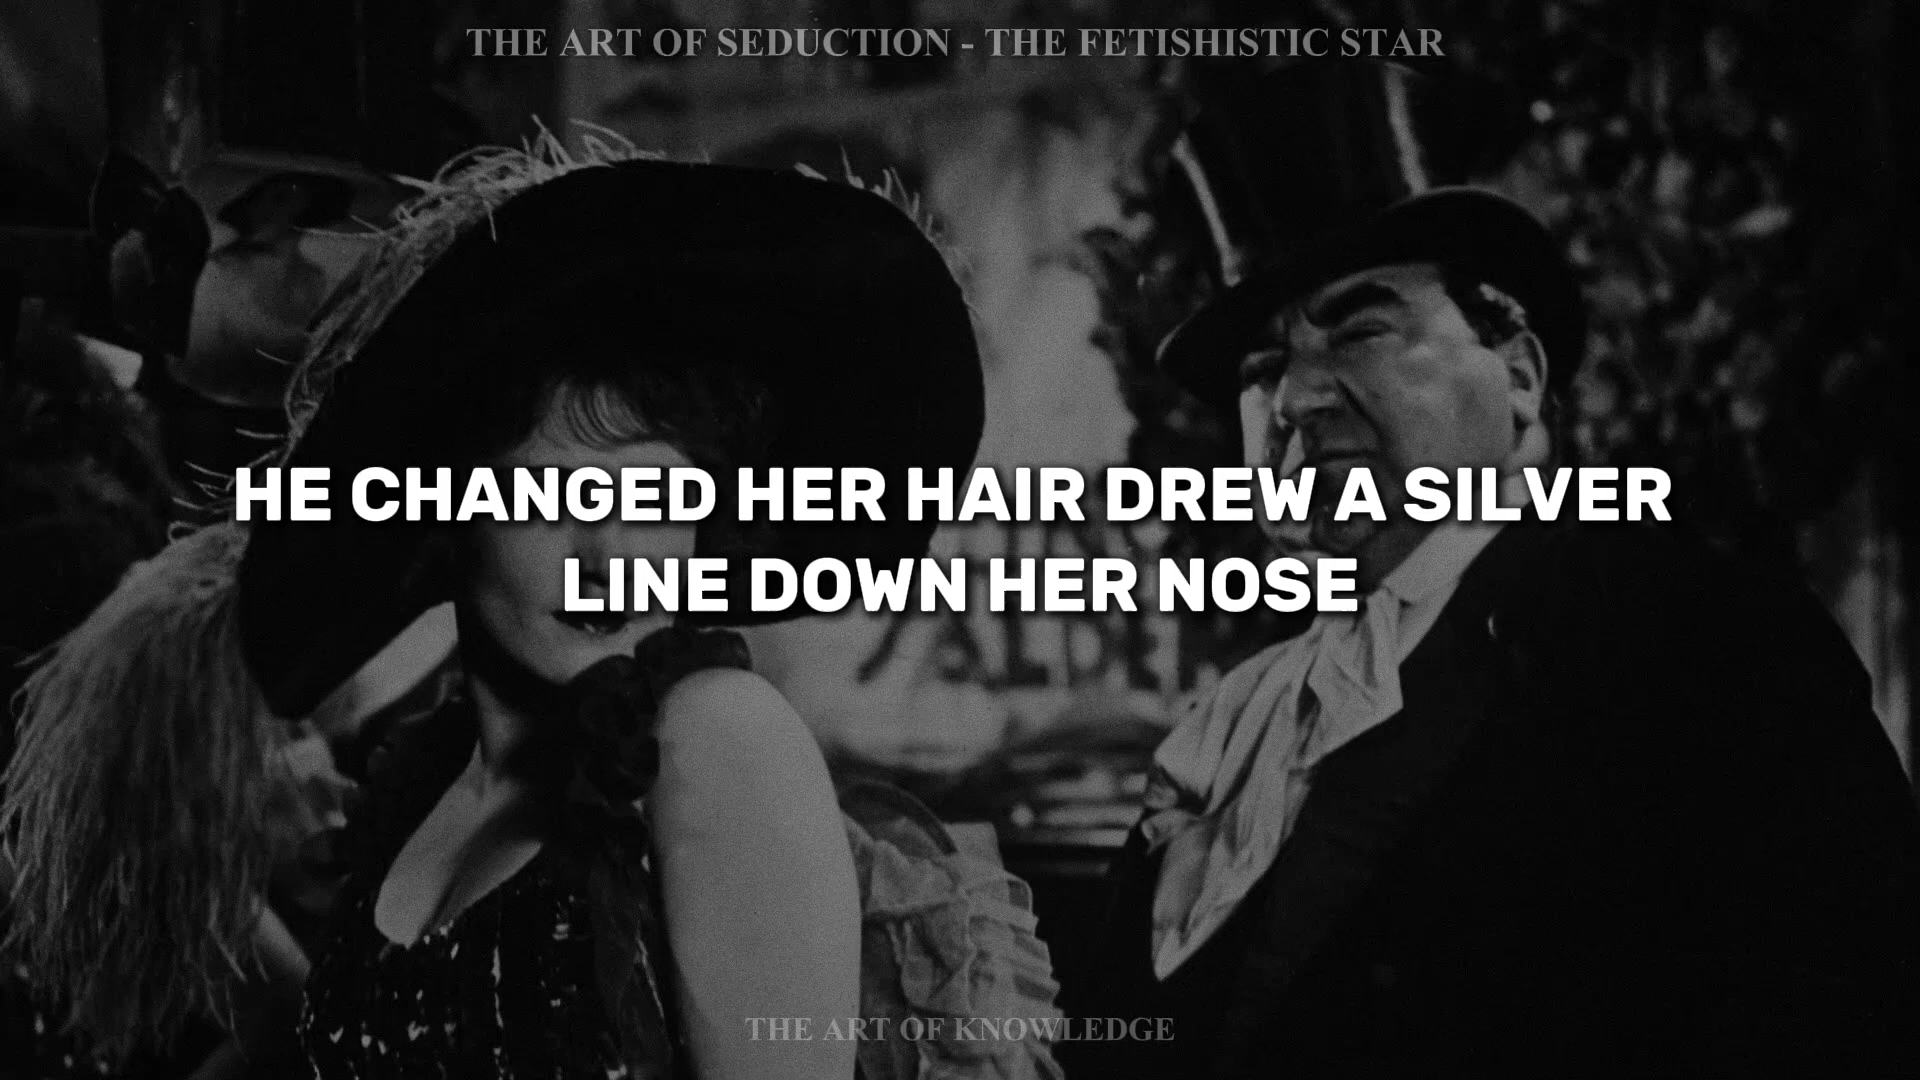 THE ART OF SEDUCTION - THE FETISHISTIC STAR
HE CHANGED HER HAIR DREW A SILVER
LINE DOWN HER NOSE
THE ART OF KNOWLEDGE